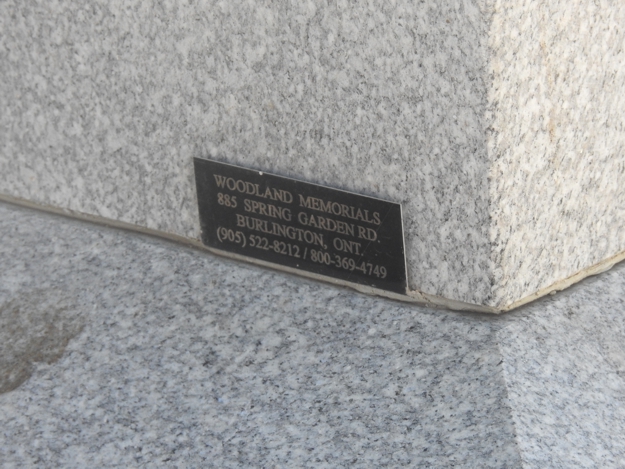 WOODLAND MEMORIALS
885 SPRING GARDEN RD.
BURLINGTON, ONT.
(905) 522-8212 / 800-369-4749